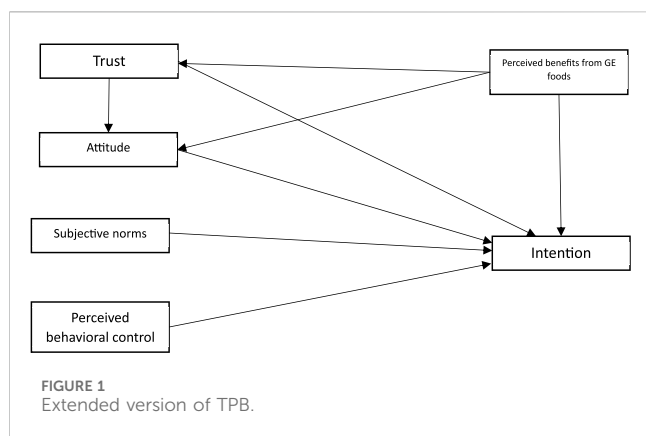 Trust
Perceived benefits from GE
foods
Attitude
Subjective norms
Intention
Perceived
behavioral control
FIGURE 1
Extended version of TPB.